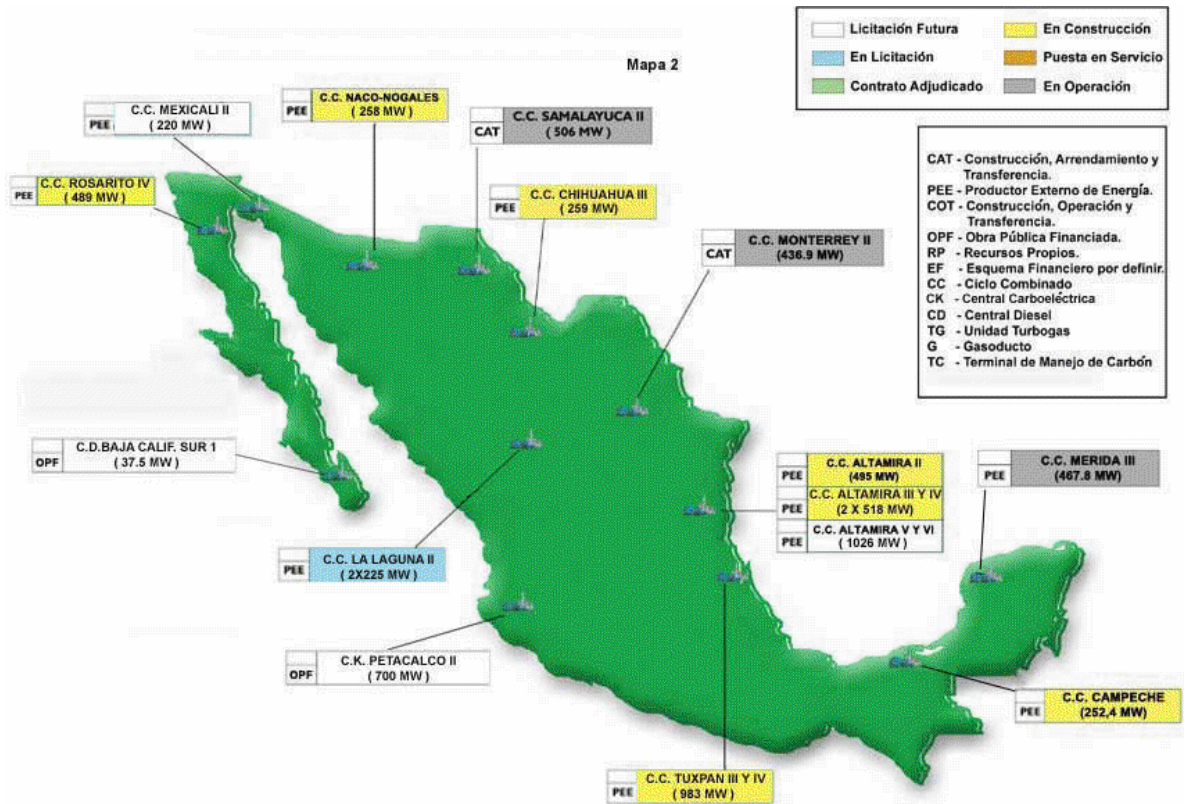 Mapa 2
Licitación Futura
En Licitación
Contrato Adjudicado
En Construcción
Puesta en Servicio
En Operación
CAT - Construcción, Arrendamiento y
Transferencia.
PEE - Productor Externo de Energía.
COT - Construcción, Operación y
Transferencia.
OPF - Obra Pública Financiada.
RP - Recursos Propios.
EF - Esquema Financiero por definir.
CC - Ciclo Combinado
CK - Central Carboeléctrica
CD - Central Diesel
TG - Unidad Turbogas
G - Gasoducto
TC - Terminal de Manejo de Carbón
PEE C.C. MEXICALI II
( 220 MW )
PEE C.C. NACO-NOGALES
( 258 MW )
CAT C.C. SAMALAYUCA II
( 506 MW )
PEE C.C. ROSARITO IV
( 489 MW )
PEE C.C. CHIHUAHUA III
( 259 MW)
CAT C.C. MONTERREY II
(436.9 MW)
OPF C.D.BAJA CALIF. SUR 1
( 37.5 MW )
PEE C.C. ALTAMIRA II
(495 MW)
PEE C.C. ALTAMIRA III Y IV
(2 X 518 MW)
PEE C.C. ALTAMIRA V Y VI
( 1026 MW )
PEE C.C. MERIDA III
(467.8 MW)
PEE C.C. LA LAGUNA II
( 2X225 MW )
OPF C.K. PETACALCO II
( 700 MW )
PEE C.C. CAMPECHE
(252,4 MW)
PEE C.C. TUXPAN III Y IV
( 983 MW )